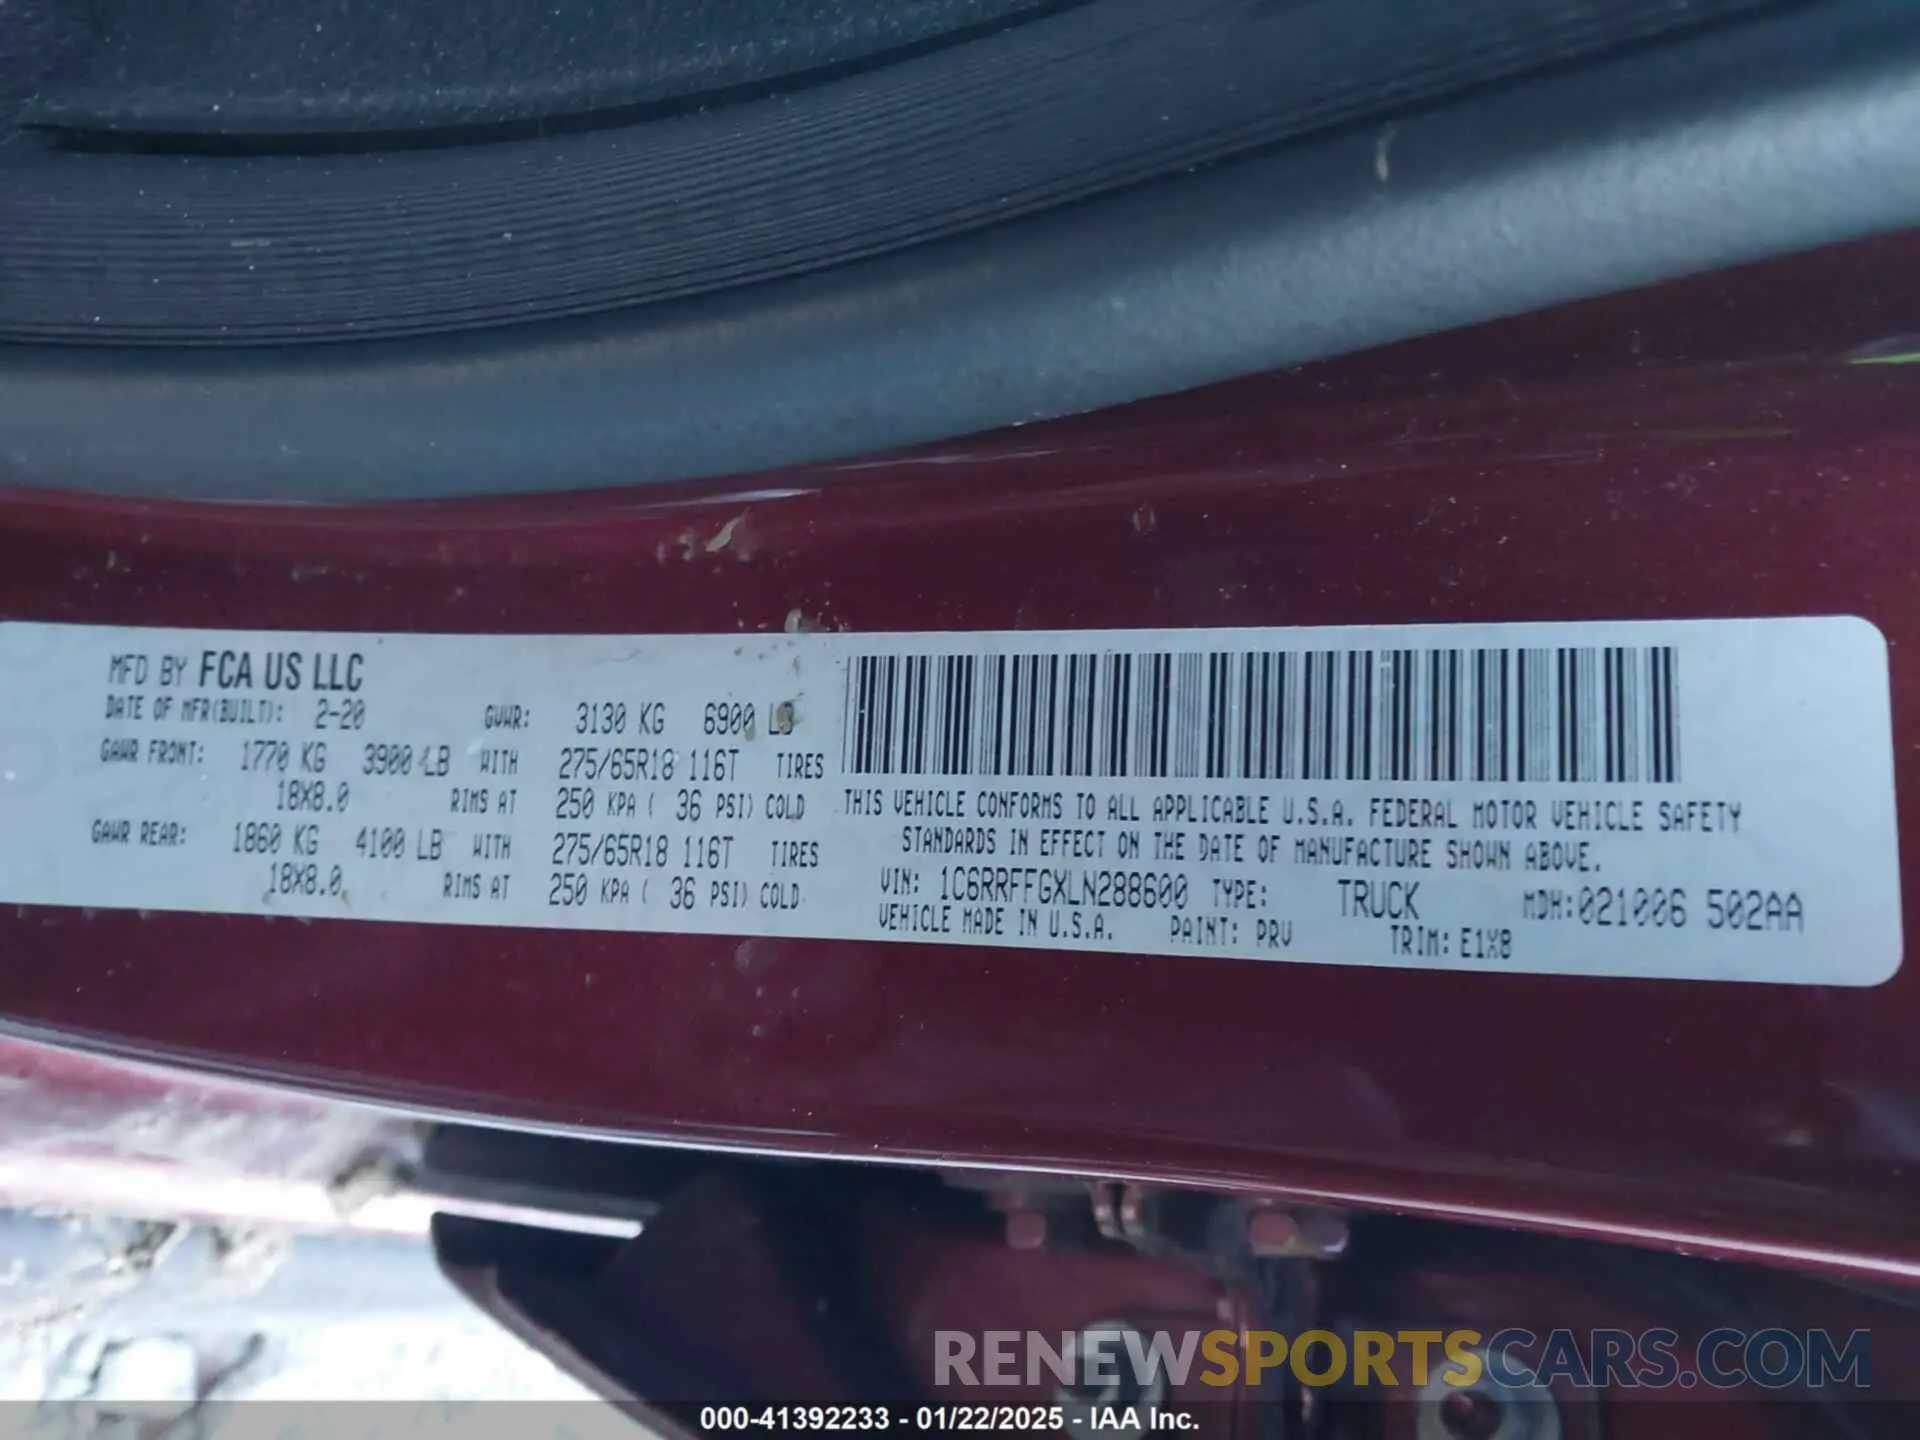 MFD BY FCA US LLC
DATE OF MFR(BUILT): 2-20 GVWR: 3130 KG 6900 LB
GAWR FRONT: 1770 KG 3900 LB WITH 275/65R18 116T TIRES
18X8.0 RIMS AT 250 KPA ( 36 PSI) COLD
GAWR REAR: 1860 KG 4100 LB WITH 275/65R18 116T TIRES
18X8.0 RIMS AT 250 KPA ( 36 PSI) COLD
THIS VEHICLE CONFORMS TO ALL APPLICABLE U.S.A. FEDERAL MOTOR VEHICLE SAFETY
STANDARDS IN EFFECT ON THE DATE OF MANUFACTURE SHOWN ABOVE.
VIN: 1C6RRFFGXLN288600 TYPE: TRUCK MDH:021006 502AA
VEHICLE MADE IN U.S.A. PAINT: PRV TRIM: E1X8
RENEWSPORTSCARS.COM
000-41392233 - 01/22/2025 - IAA Inc.